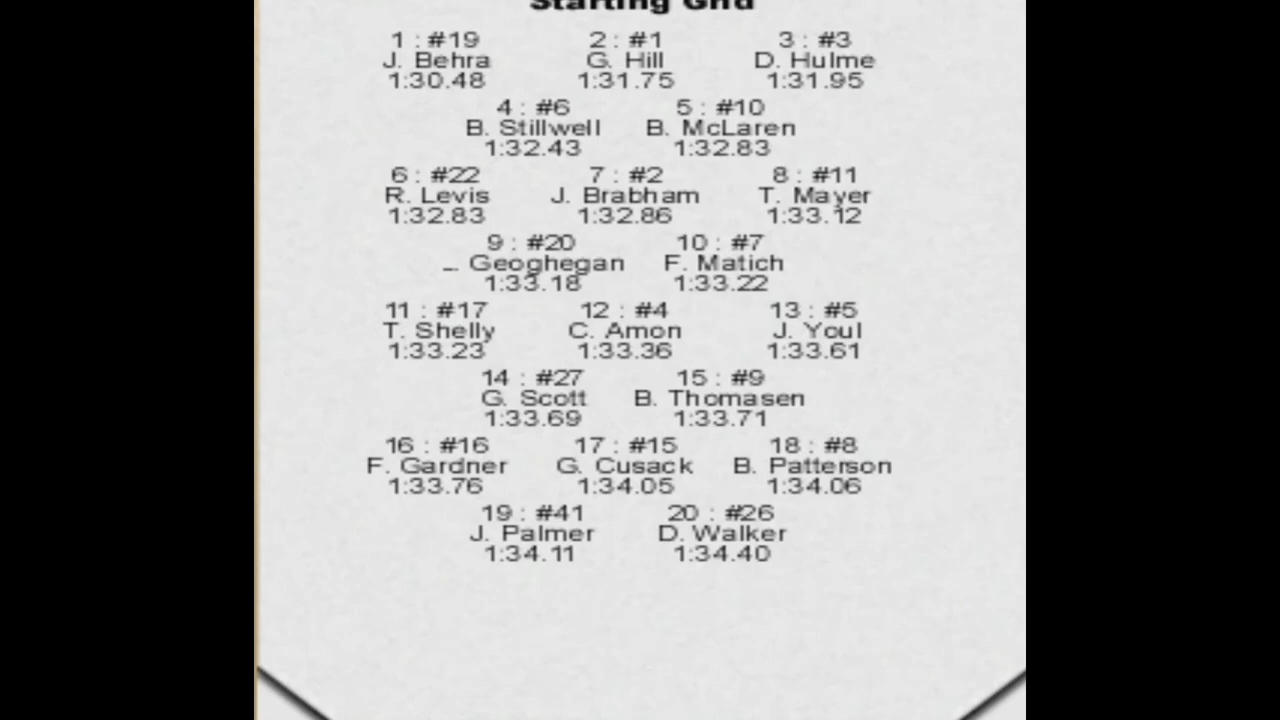 Starting Grid
1 : #19 2 : #1 3 : #3
J. Behra G. Hill D. Hulme
1:30.48 1:31.75 1:31.95
4 : #6 5 : #10
B. Stillwell B. McLaren
1:32.43 1:32.83
6 : #22 7 : #2 8 : #11
R. Levis J. Brabham T. Mayer
1:32.83 1:32.86 1:33.12
9 : #20 10 : #7
_. Geoghegan F. Matich
1:33.18 1:33.22
11 : #17 12 : #4 13 : #5
T. Shelly C. Amon J. Youl
1:33.23 1:33.36 1:33.61
14 : #27 15 : #9
G. Scott B. Thomasen
1:33.69 1:33.71
16 : #16 17 : #15 18 : #8
F. Gardner G. Cusack B. Patterson
1:33.76 1:34.05 1:34.06
19 : #41 20 : #26
J. Palmer D. Walker
1:34.11 1:34.40